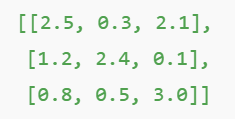 [[2.5, 0.3, 2.1],
[1.2, 2.4, 0.1],
[0.8, 0.5, 3.0]]